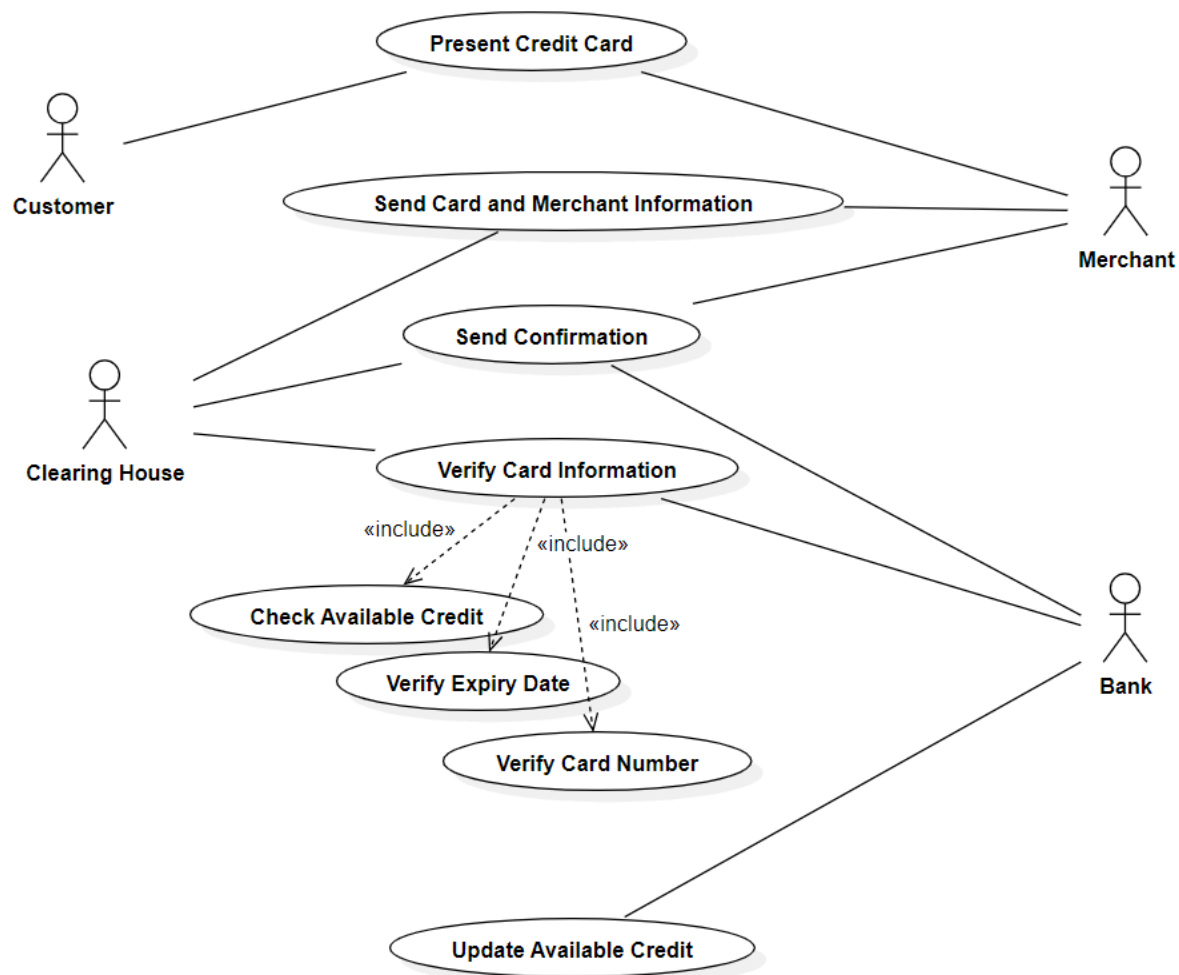 Present Credit Card
Customer
Send Card and Merchant Information
Merchant
Send Confirmation
Clearing House
Verify Card Information
«include»
«include»
Check Available Credit
«include»
Verify Expiry Date
Bank
Verify Card Number
Update Available Credit